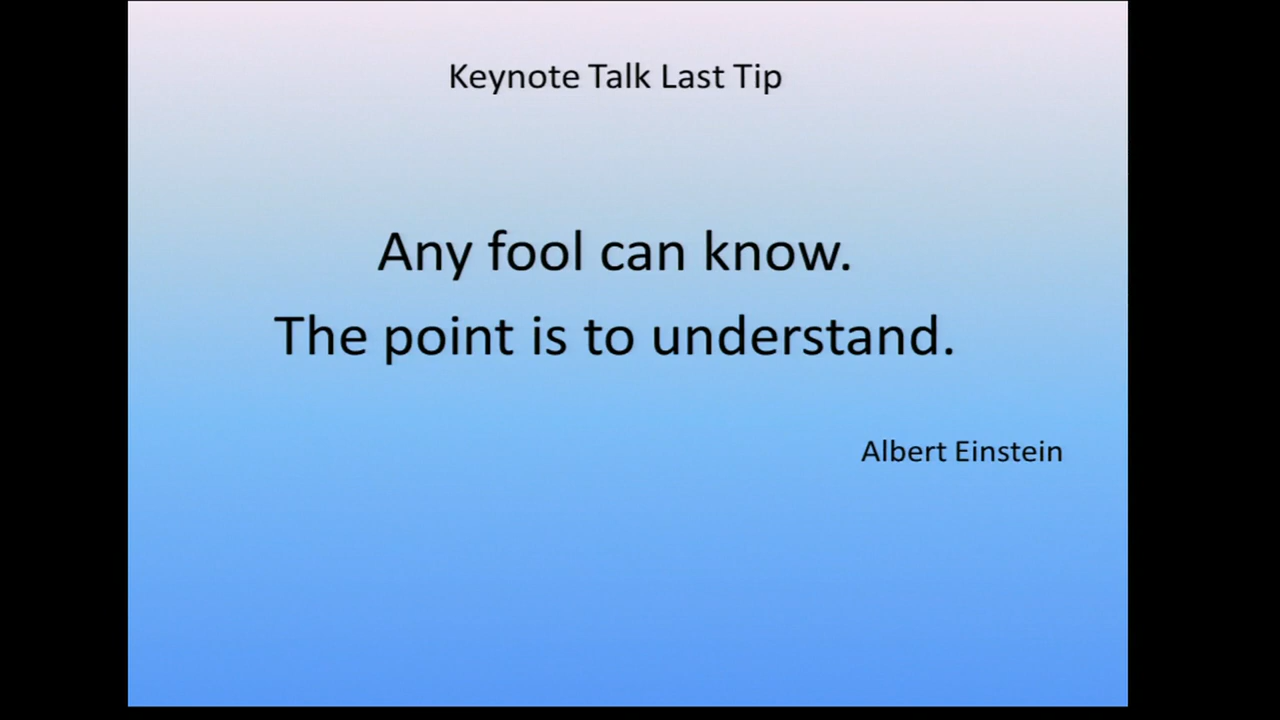 Keynote Talk Last Tip
Any fool can know.
The point is to understand.
Albert Einstein